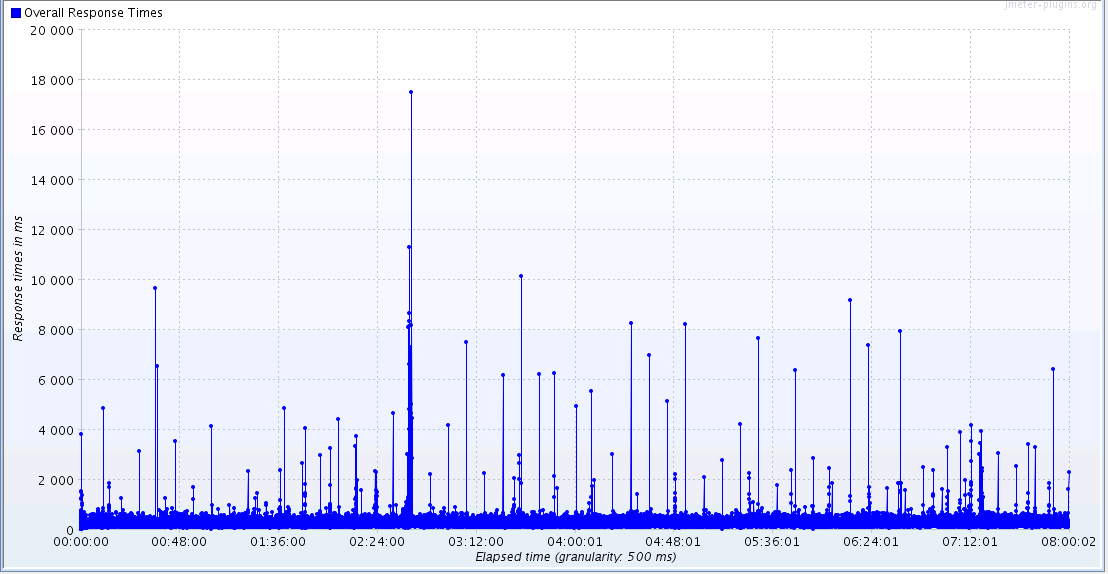 jmeter-plugins.org
Overall Response Times
20 000
18 000
16 000
14 000
12 000
10 000
8 000
6 000
4 000
2 000
0
Response times in ms
00:00:00 00:48:00 01:36:00 02:24:00 03:12:00 04:00:01 04:48:01 05:36:01 06:24:01 07:12:01 08:00:02
Elapsed time (granularity: 500 ms)